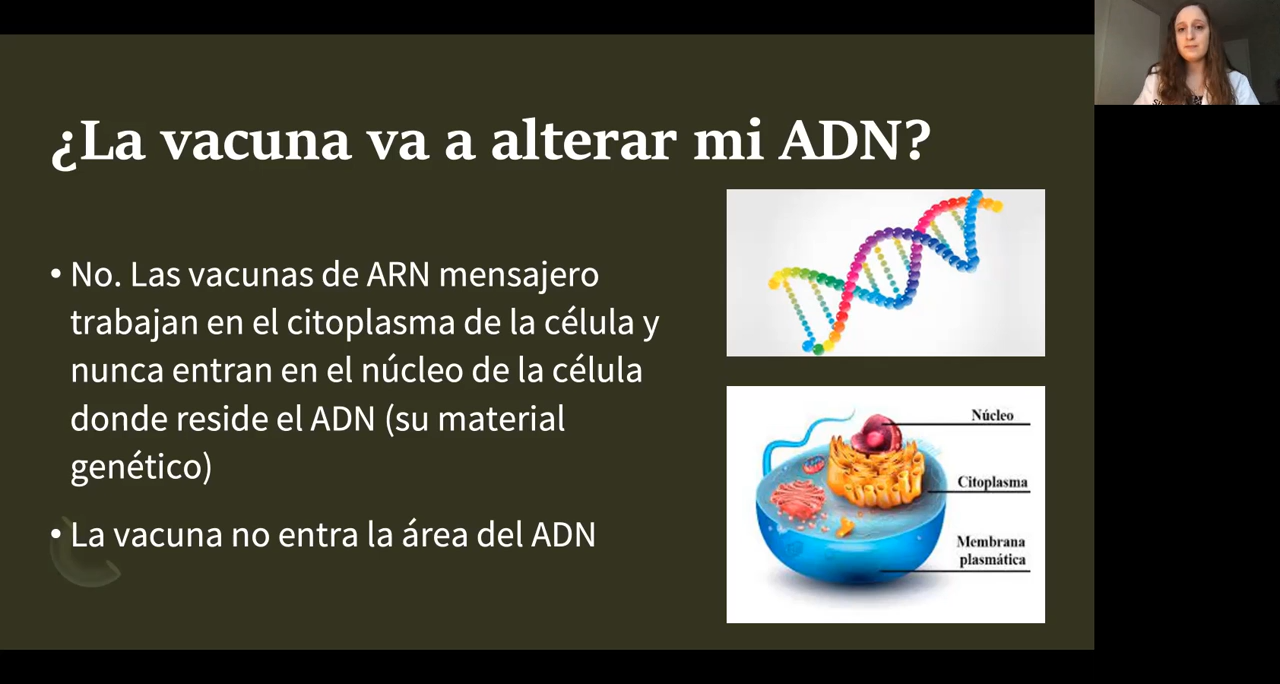 ¿La vacuna va a alterar mi ADN?
• No. Las vacunas de ARN mensajero
trabajan en el citoplasma de la célula y
nunca entran en el núcleo de la célula
donde reside el ADN (su material
genético)
• La vacuna no entra la área del ADN
Núcleo
Citoplasma
Membrana
plasmática